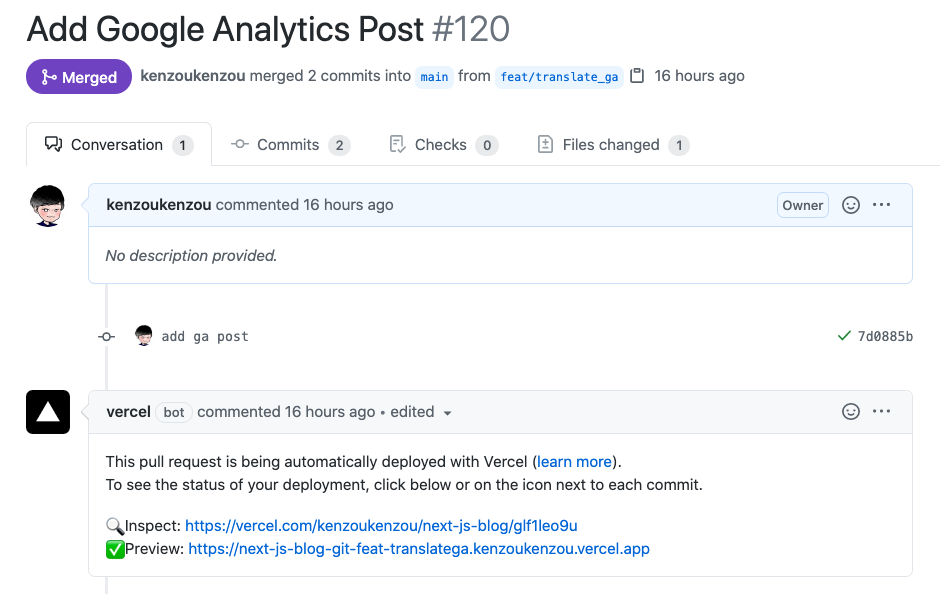 Add Google Analytics Post #120
Merged kenzoukenzou merged 2 commits into main from feat/translate_ga 16 hours ago
Conversation 1 Commits 2 Checks 0 Files changed 1
kenzoukenzou commented 16 hours ago Owner
No description provided.
add ga post 7d0885b
vercel bot commented 16 hours ago • edited
This pull request is being automatically deployed with Vercel (learn more).
To see the status of your deployment, click below or on the icon next to each commit.
🔍Inspect: https://vercel.com/kenzoukenzou/next-js-blog/glf1leo9u
✅Preview: https://next-js-blog-git-feat-translatega.kenzoukenzou.vercel.app